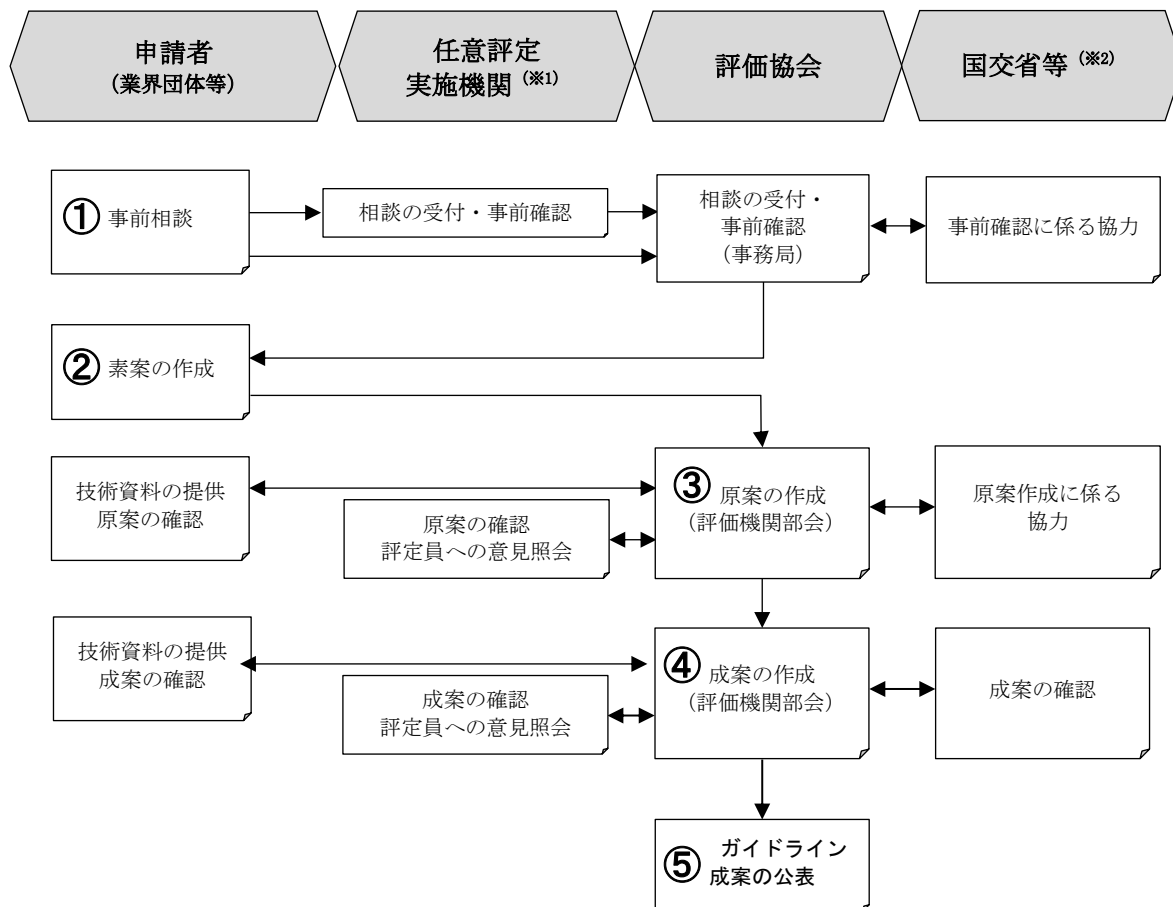 申請者
(業界団体等)
任意評定
実施機関(※1)
評価協会
国交省等(※2)
① 事前相談
相談の受付・事前確認
相談の受付・
事前確認
(事務局)
事前確認に係る協力
② 素案の作成
技術資料の提供
原案の確認
原案の確認
評定員への意見照会
③ 原案の作成
(評価機関部会)
原案作成に係る
協力
技術資料の提供
成案の確認
成案の確認
評定員への意見照会
④ 成案の作成
(評価機関部会)
成案の確認
⑤ ガイドライン
成案の公表